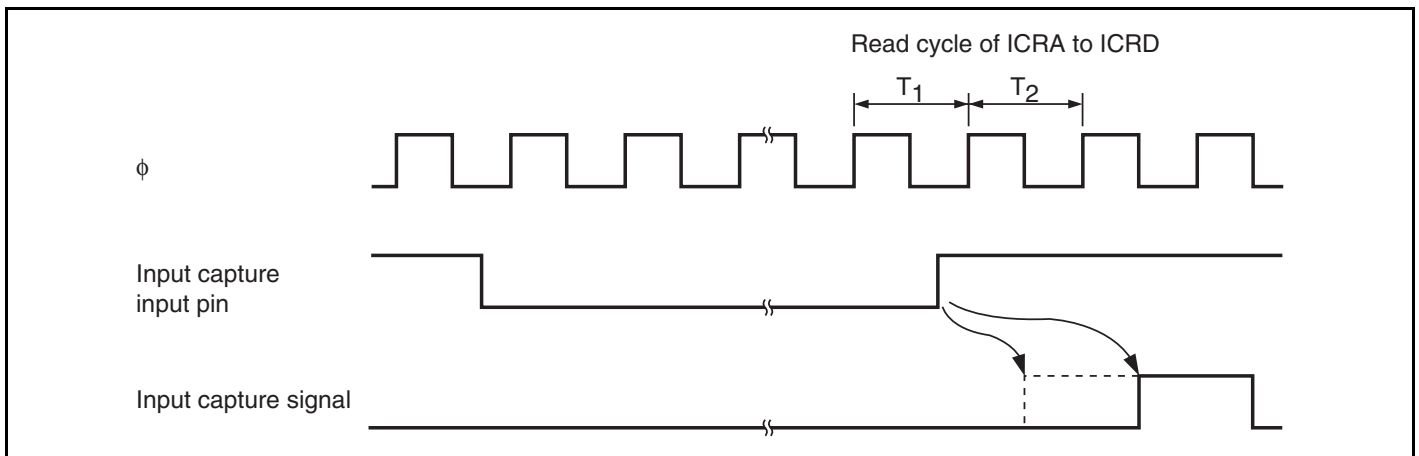 Read cycle of ICRA to ICRD
T1 T2
φ
Input capture
input pin
Input capture signal